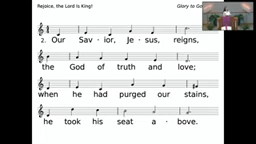 Rejoice, the Lord is King! Glory to Go
2. Our Sav - ior, Je - sus, reigns,
the God of truth and love;
when he had purged our stains,
he took his seat a - bove.